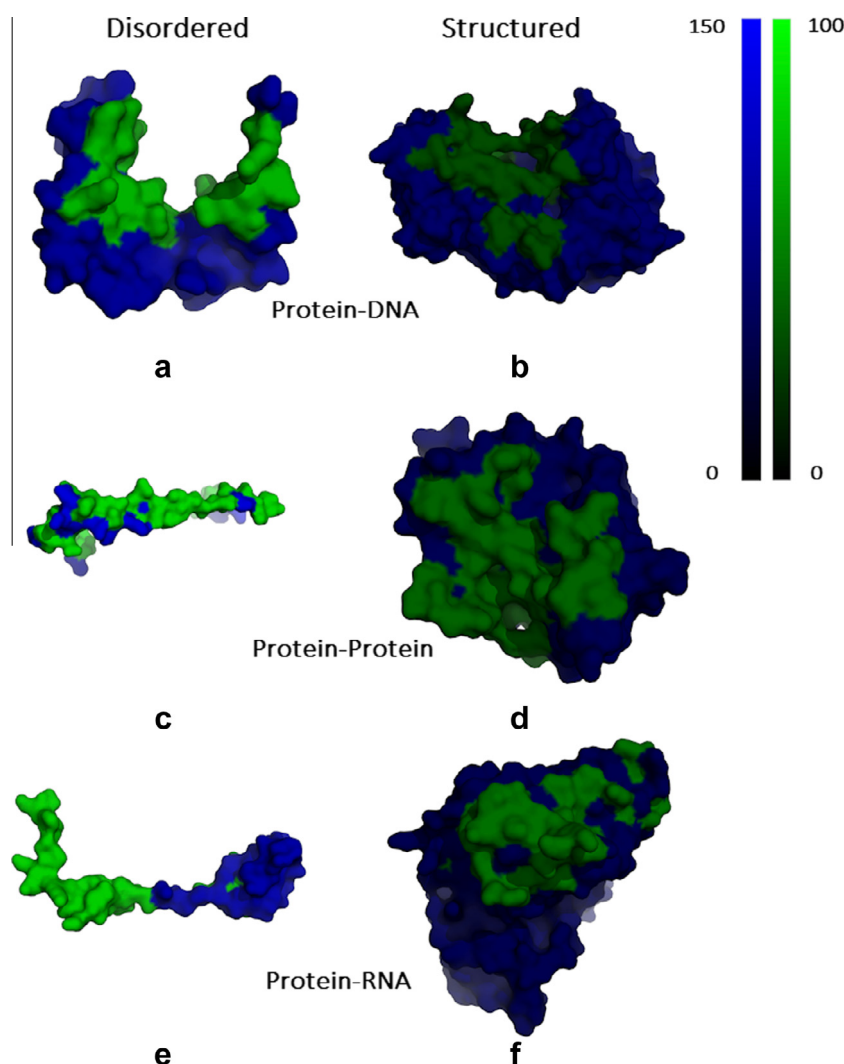 Disordered Structured
150 100
Protein-DNA
a b
0 0
Protein-Protein
c d
Protein-RNA
e f